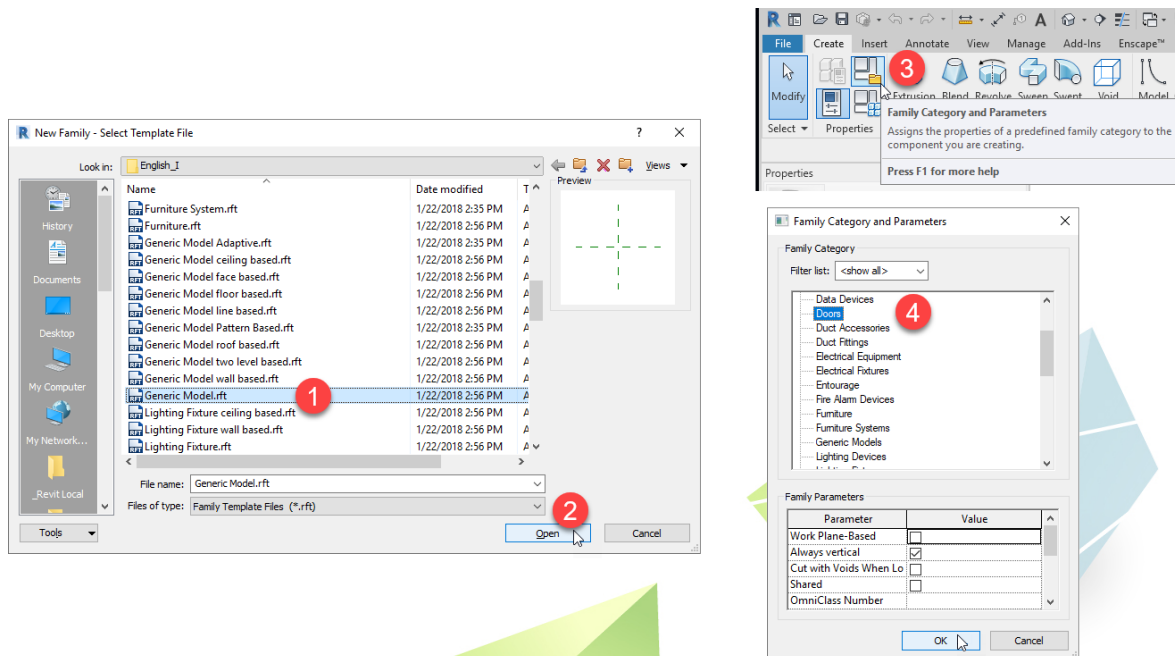 New Family - Select Template File
? ×
Look in: English_I
Views
Name Date modified T
Preview
Furniture System.rft 1/22/2018 2:35 PM A
Furniture.rft 1/22/2018 2:56 PM A
Generic Model Adaptive.rft 1/22/2018 2:35 PM A
Generic Model ceiling based.rft 1/22/2018 2:56 PM A
Generic Model face based.rft 1/22/2018 2:56 PM A
Generic Model floor based.rft 1/22/2018 2:56 PM A
Generic Model line based.rft 1/22/2018 2:56 PM A
Generic Model Pattern Based.rft 1/22/2018 2:35 PM A
Generic Model roof based.rft 1/22/2018 2:56 PM A
Generic Model two level based.rft 1/22/2018 2:56 PM A
Generic Model wall based.rft 1/22/2018 2:56 PM A
Generic Model.rft 1 1/22/2018 2:56 PM A
Lighting Fixture ceiling based.rft 1/22/2018 2:56 PM A
Lighting Fixture wall based.rft 1/22/2018 2:56 PM A
Lighting Fixture.rft 1/22/2018 2:56 PM A
History
Documents
Desktop
My Computer
My Network...
_Revit Local
File name: Generic Model.rft
Files of type: Family Template Files (*.rft)
2
Tools
Open Cancel
File Create Insert Annotate View Manage Add-Ins Enscape™
3
Modify
Extrusion Blend Revolve Sweep Swept Void Model
Select Properties
Family Category and Parameters
Assigns the properties of a predefined family category to the
component you are creating.
Press F1 for more help
Properties
Family Category and Parameters
Family Category
Filter list: <show all>
Data Devices
Doors
4
Duct Accessories
Duct Fittings
Electrical Equipment
Electrical Fixtures
Entourage
Fire Alarm Devices
Furniture
Furniture Systems
Generic Models
Lighting Devices
Family Parameters
Parameter Value
Work Plane-Based
Always vertical
Cut with Voids When Lo
Shared
OmniClass Number
OK Cancel